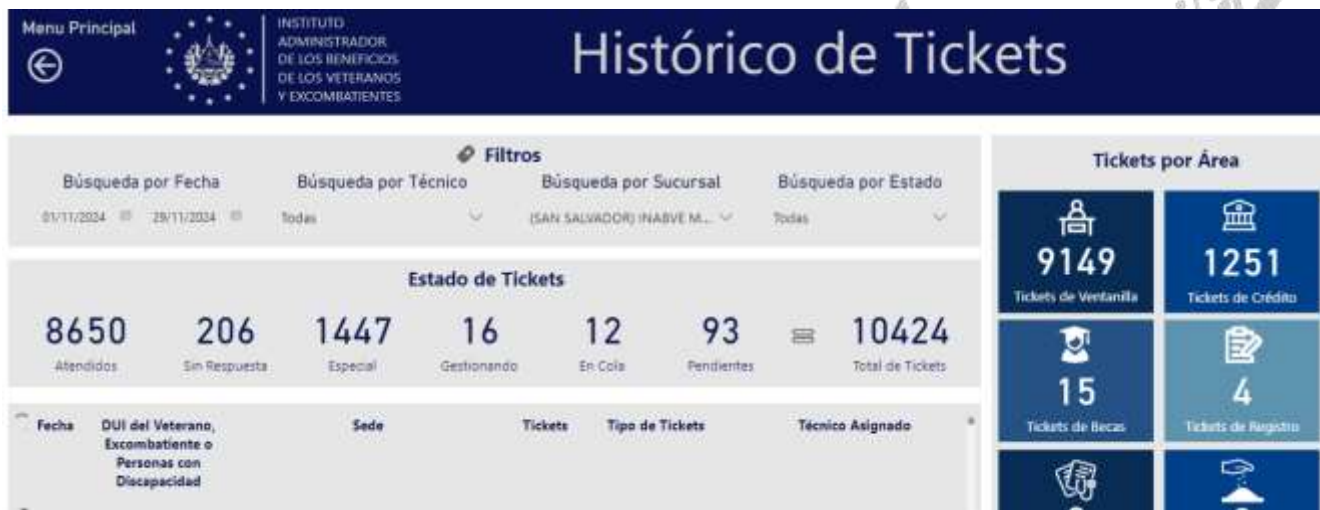 Menu Principal
INSTITUTO
ADMINISTRADOR
DE LOS BENEFICIOS
DE LOS VETERANOS
Y EXCOMBATIENTES
Histórico de Tickets
Filtros
Búsqueda por Fecha
Búsqueda por Técnico
Búsqueda por Sucursal
Búsqueda por Estado
01/11/2024 29/11/2024
Todas
(SAN SALVADOR) INABVE M...
Todas
Estado de Tickets
8650 206 1447 16 12 93 = 10424
Atendidos Sin Respuesta Especial Gestionando En Cola Pendientes Total de Tickets
Fecha
DUI del Veterano,
Excombatiente o
Personas con
Discapacidad
Sede
Tickets
Tipo de Tickets
Técnico Asignado
Tickets por Área
9149
Tickets de Ventanilla
1251
Tickets de Crédito
15
Tickets de Becas
4
Tickets de Registro